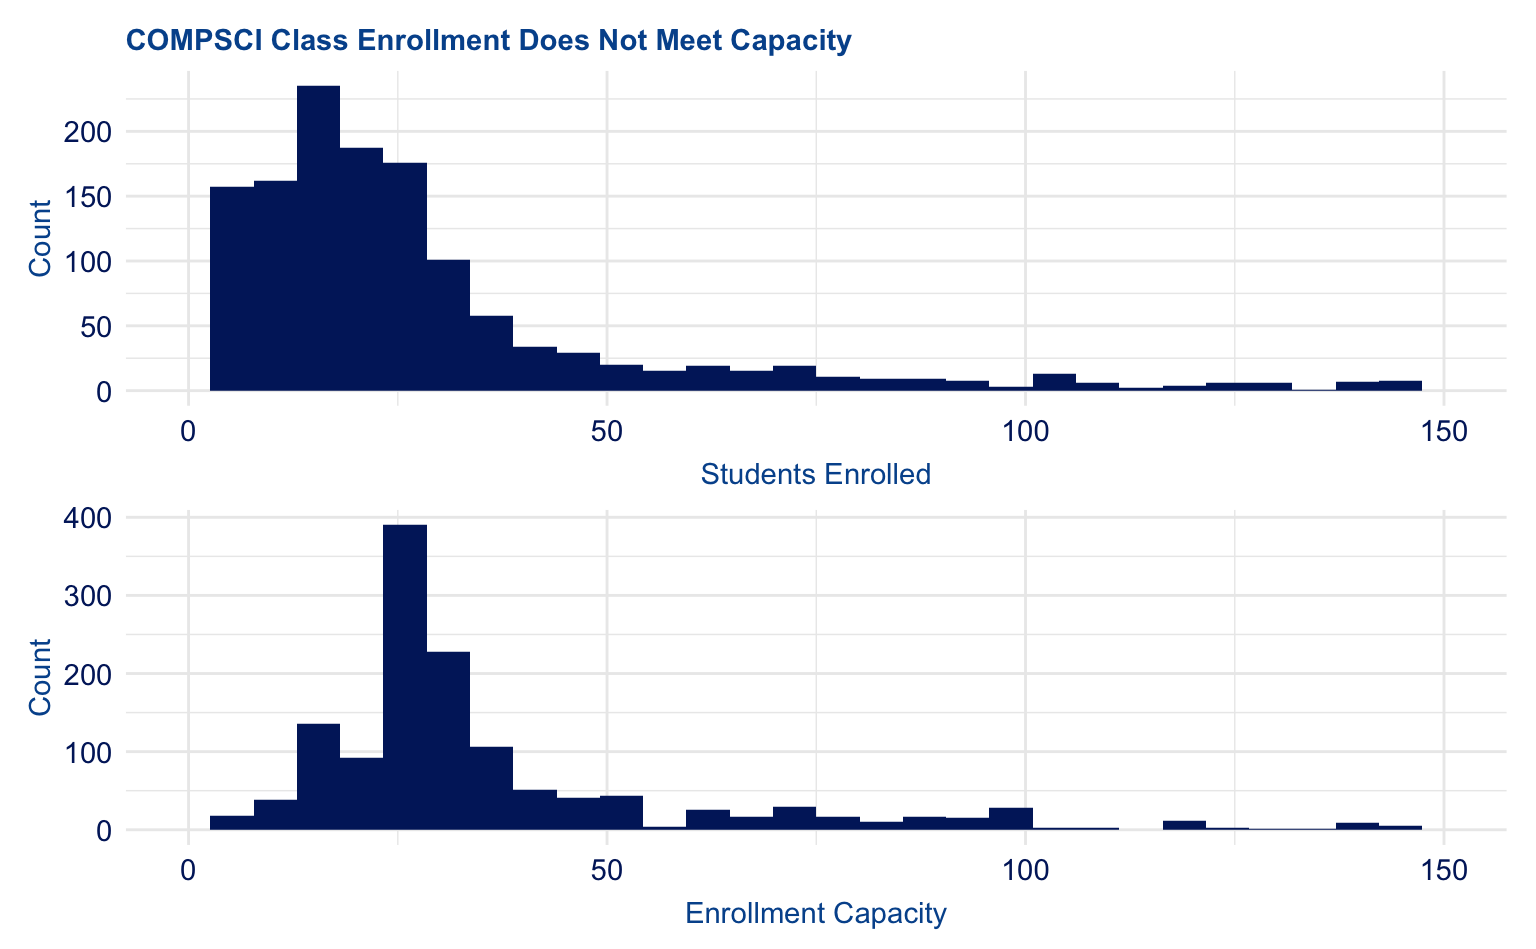 COMPSCI Class Enrollment Does Not Meet Capacity
200
150
100
50
0
Count
0 50 100 150
Students Enrolled
400
300
200
100
0
Count
0 50 100 150
Enrollment Capacity